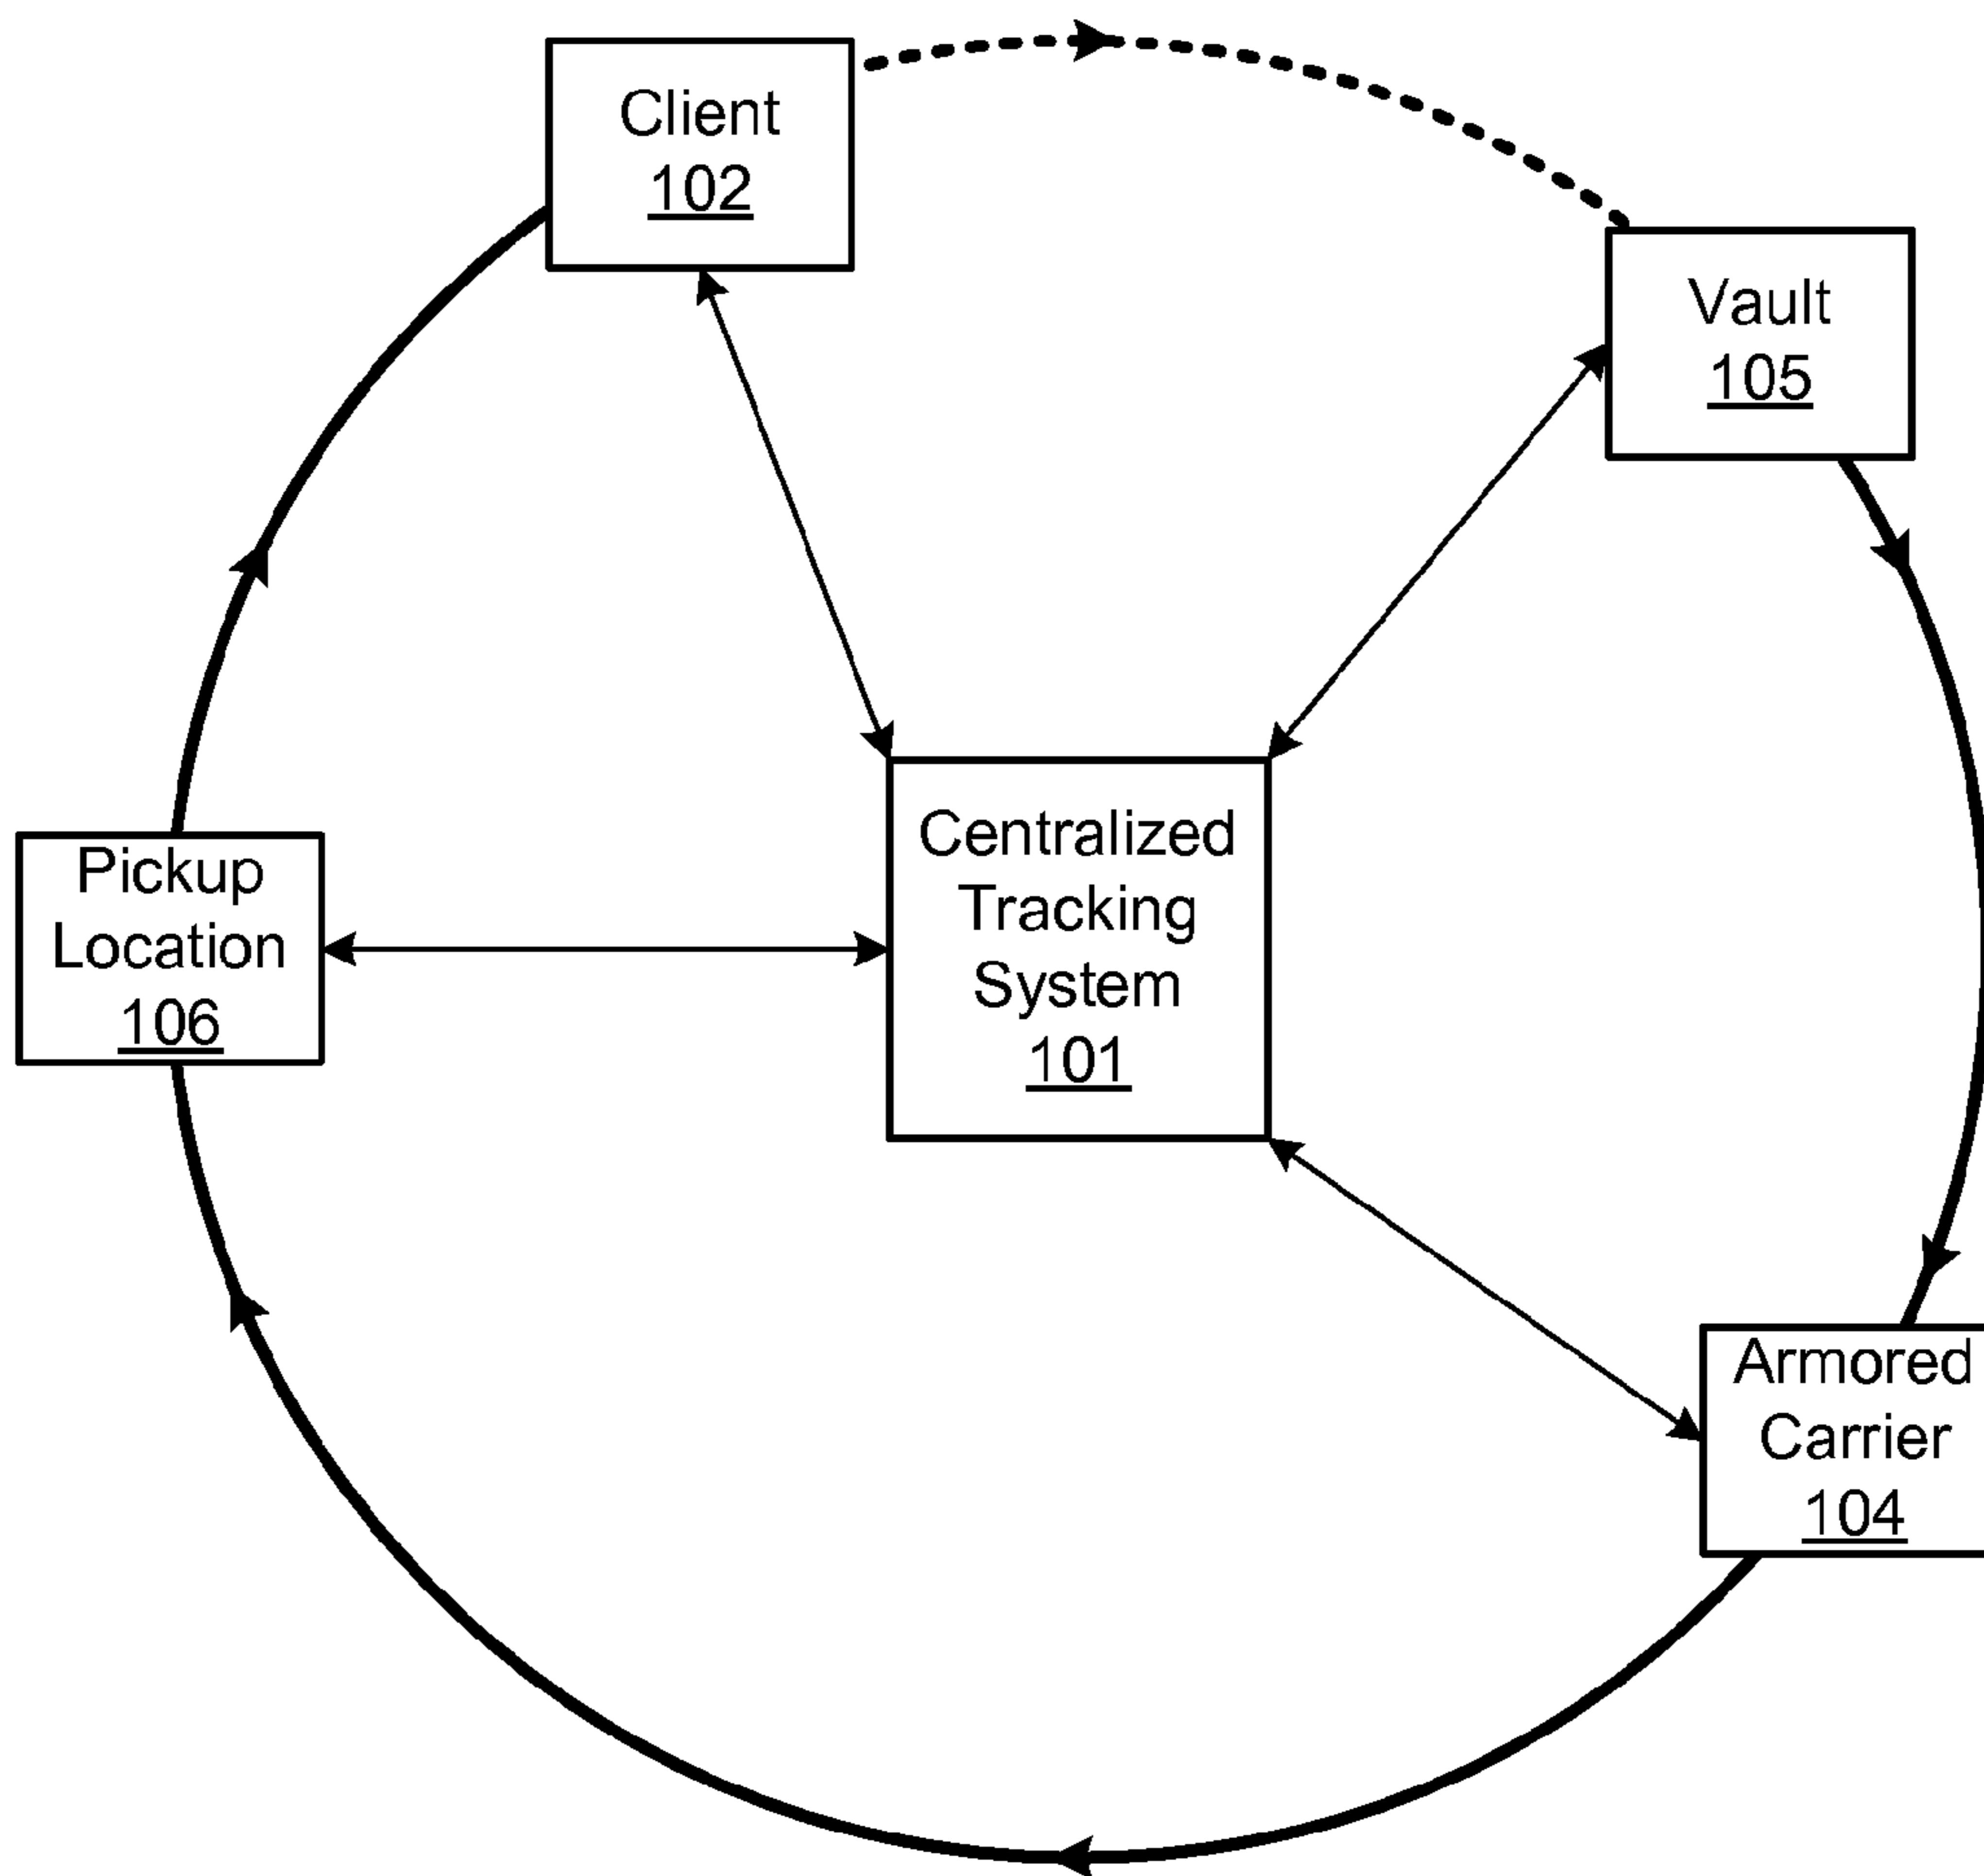 Client
102
Vault
105
Centralized
Tracking
System
101
Pickup
Location
106
Armored
Carrier
104